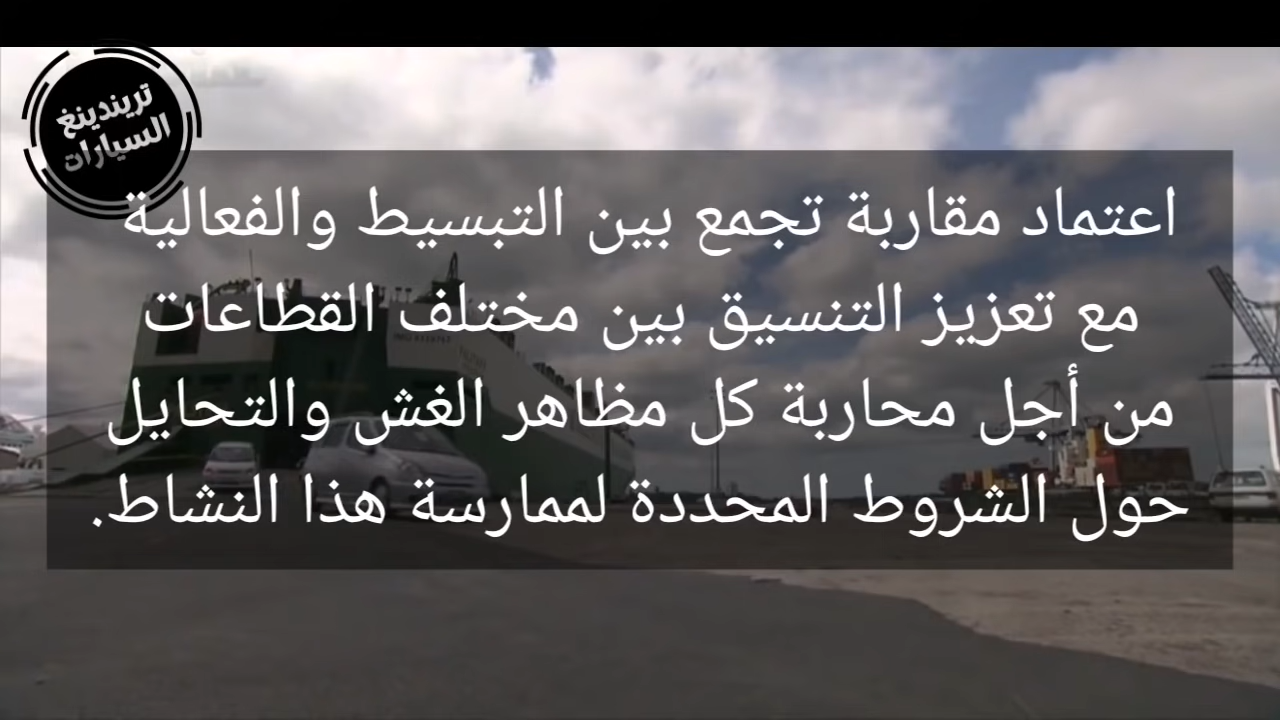 تريندينغ
السيارات
اعتماد مقاربة تجمع بين التبسيط والفعالية
مع تعزيز التنسيق بين مختلف القطاعات
من أجل محاربة كل مظاهر الغش والتحايل
حول الشروط المحددة لممارسة هذا النشاط.